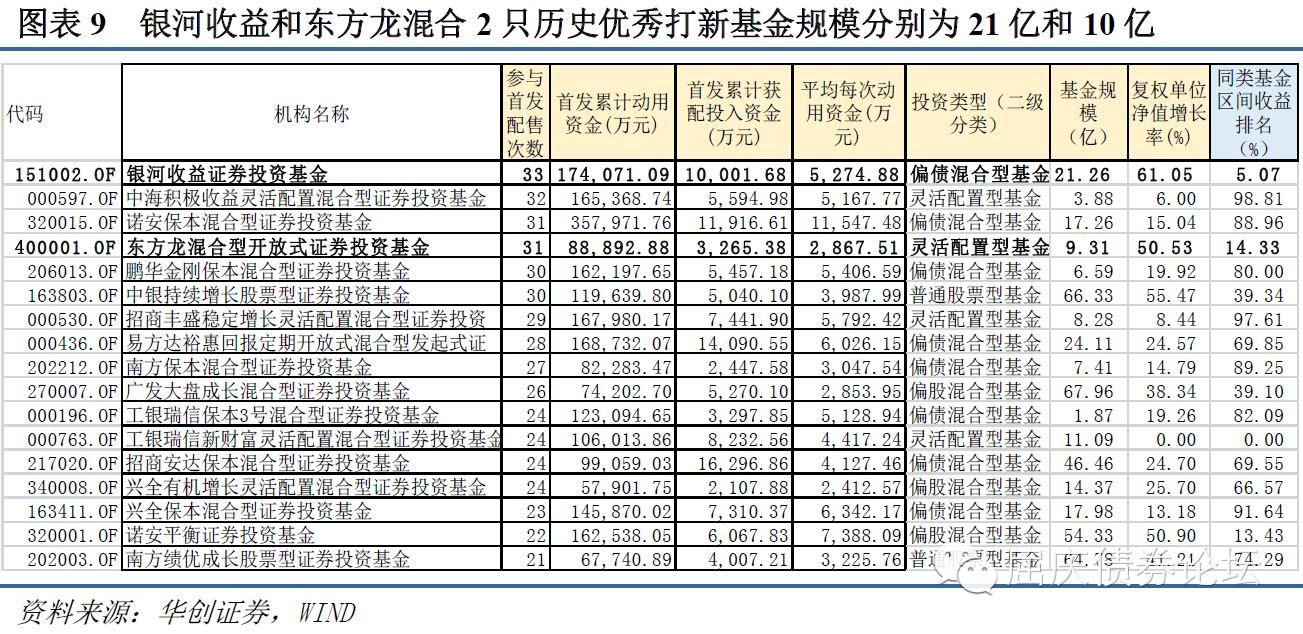 图表 9 银河收益和东方龙混合 2 只历史优秀打新基金规模分别为 21 亿和 10 亿
代码 机构名称 参与首发配售次数 首发累计动用资金(万元) 首发累计获配投入资金(万元) 平均每次动用资金(万元) 投资类型（二级分类） 基金规模（亿） 复权单位净值增长率(%) 同类基金区间收益排名（%）
151002.OF 银河收益证券投资基金 33 174,071.09 10,001.68 5,274.88 偏债混合型基金 21.26 61.05 5.07
000597.OF 中海积极收益灵活配置混合型证券投资基金 32 165,368.74 5,594.98 5,167.77 灵活配置型基金 3.88 6.00 98.81
320015.OF 诺安保本混合型证券投资基金 31 357,971.76 11,916.61 11,547.48 偏债混合型基金 17.26 15.04 88.96
400001.OF 东方龙混合型开放式证券投资基金 31 88,892.88 3,265.38 2,867.51 灵活配置型基金 9.31 50.53 14.33
206013.OF 鹏华金刚保本混合型证券投资基金 30 162,197.65 5,457.18 5,406.59 偏债混合型基金 6.59 19.92 80.00
163803.OF 中银持续增长股票型证券投资基金 30 119,639.80 5,040.10 3,987.99 普通股票型基金 66.33 55.47 39.34
000530.OF 招商丰盛稳定增长灵活配置混合型证券投资 29 167,980.17 7,441.90 5,792.42 灵活配置型基金 8.28 8.44 97.61
000436.OF 易方达裕惠回报定期开放式混合型发起式证 28 168,732.07 14,090.55 6,026.15 偏债混合型基金 24.11 24.57 69.85
202212.OF 南方保本混合型证券投资基金 27 82,283.47 2,447.58 3,047.54 偏债混合型基金 7.41 14.79 89.25
270007.OF 广发大盘成长混合型证券投资基金 26 74,202.70 5,270.10 2,853.95 偏股混合型基金 67.96 38.34 39.10
000196.OF 工银瑞信保本3号混合型证券投资基金 24 123,094.65 3,297.85 5,128.94 偏债混合型基金 1.87 19.26 82.09
000763.OF 工银瑞信新财富灵活配置混合型证券投资基金 24 106,013.86 8,232.56 4,417.24 灵活配置型基金 11.09 0.00 0.00
217020.OF 招商安达保本混合型证券投资基金 24 99,059.03 16,296.86 4,127.46 偏债混合型基金 46.46 24.70 69.55
340008.OF 兴全有机增长灵活配置混合型证券投资基金 24 57,901.75 2,107.88 2,412.57 偏股混合型基金 14.37 25.70 66.57
163411.OF 兴全保本混合型证券投资基金 23 145,870.02 7,310.37 6,342.17 偏债混合型基金 17.98 13.18 91.64
320001.OF 诺安平衡证券投资基金 22 162,538.05 6,067.83 7,388.09 偏股混合型基金 54.33 50.90 13.43
202003.OF 南方绩优成长股票型证券投资基金 21 67,740.89 4,007.21 3,225.76 普通股票型基金 64.78 41.21 74.29
屈庆债券论坛
资料来源：华创证券，WIND